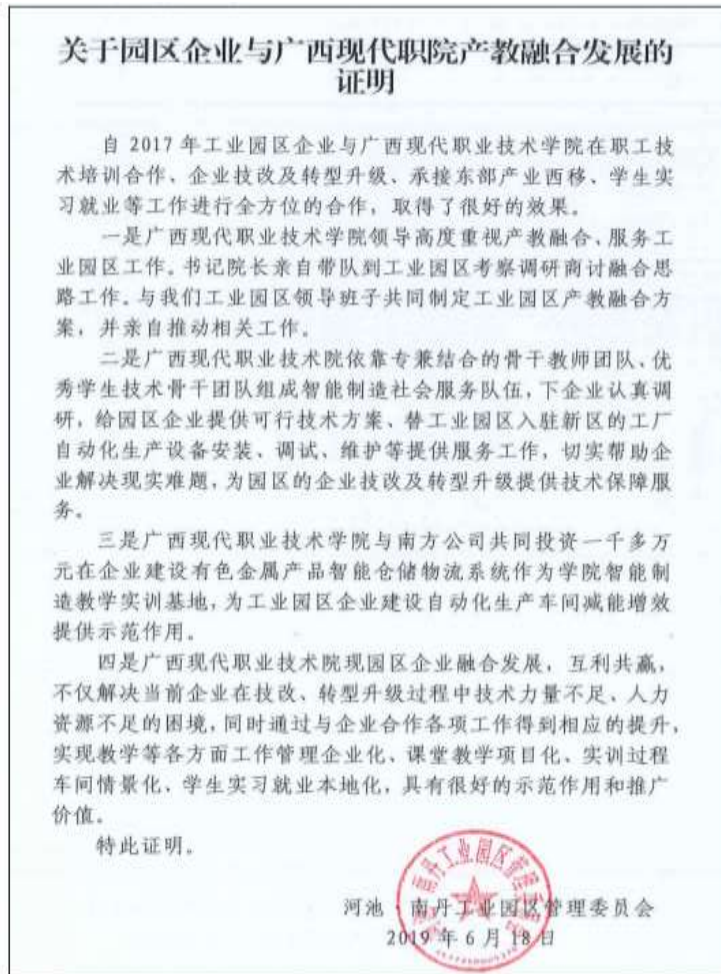 关于园区企业与广西现代职院产教融合发展的
证明
自 2017 年工业园区企业与广西现代职业技术学院在职工技
术培训合作、企业技改及转型升级、承接东部产业西移、学生实
习就业等工作进行全方位的合作，取得了很好的效果。
一是广西现代职业技术学院领导高度重视产教融合、服务工
业园区工作。书记院长亲自带队到工业园区考察调研商讨融合思
路工作。与我们工业园区领导班子共同制定工业园区产教融合方
案，并亲自推动相关工作。
二是广西现代职业技术院依靠专兼结合的骨干教师团队、优
秀学生技术骨干团队组成智能制造社会服务队伍，下企业认真调
研，给园区企业提供可行技术方案、替工业园区入驻新区的工厂
自动化生产设备安装、调试、维护等提供服务工作，切实帮助企
业解决现实难题，为园区的企业技改及转型升级提供技术保障服
务。
三是广西现代职业技术学院与南方公司共同投资一千多万
元在企业建设有色金属产品智能仓储物流系统作为学院智能制
造教学实训基地，为工业园区企业建设自动化生产车间减能增效
提供示范作用。
四是广西现代职业技术院现园区企业融合发展，互利共赢，
不仅解决当前企业在技改、转型升级过程中技术力量不足、人力
资源不足的困境，同时通过与企业合作各项工作得到相应的提升，
实现教学等各方面工作管理企业化、课堂教学项目化、实训过程
车间情景化、学生实习就业本地化，具有很好的示范作用和推广
价值。
特此证明。
河池·南丹工业园区管理委员会
2019 年 6 月 18 日